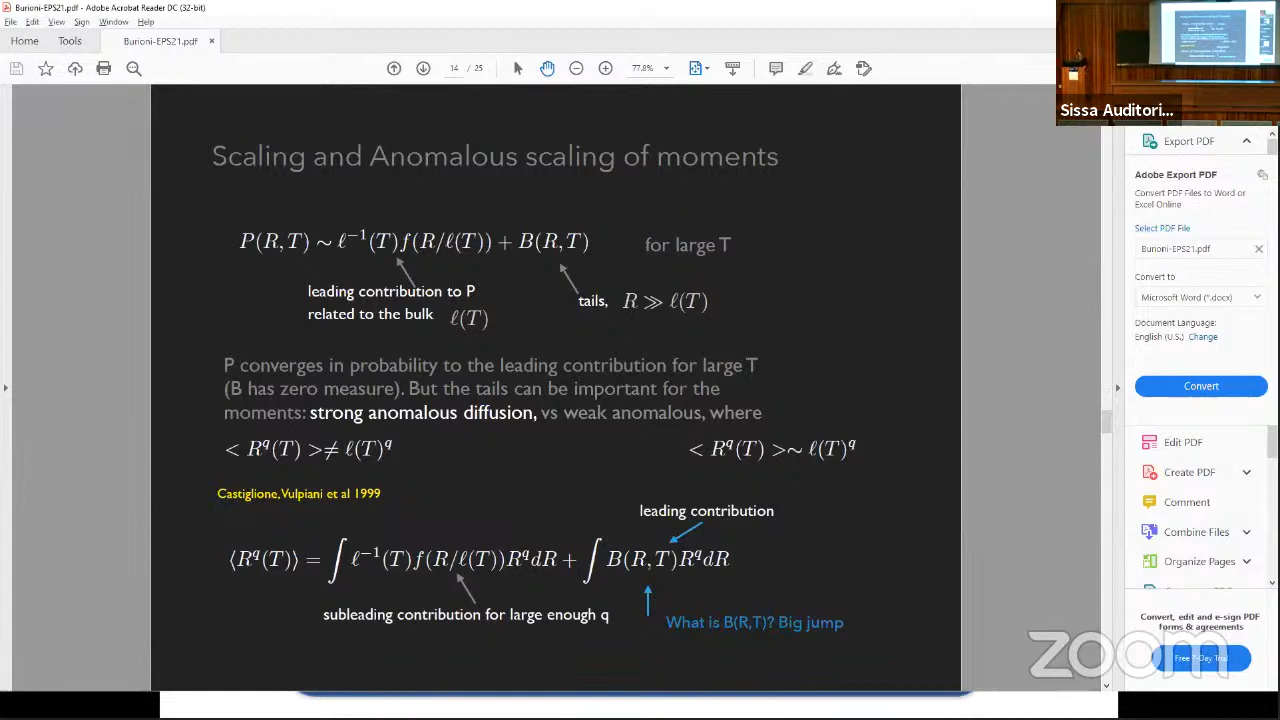 Burioni-EPS21.pdf - Adobe Acrobat Reader DC (32-bit)
File Edit View Sign Window Help
Home Tools Burioni-EPS21.pdf ×
14 / 77.8%
Sissa Auditori...
Scaling and Anomalous scaling of moments
P(R, T) ∼ ℓ⁻¹(T)f(R/ℓ(T)) + B(R, T) for large T
leading contribution to P
related to the bulk ℓ(T)
tails, R ≫ ℓ(T)
P converges in probability to the leading contribution for large T
(B has zero measure). But the tails can be important for the
moments: strong anomalous diffusion, vs weak anomalous, where
< R^q(T) >≠ ℓ(T)^q < R^q(T) >∼ ℓ(T)^q
Castiglione, Vulpiani et al 1999
leading contribution
⟨R^q(T)⟩ = ∫ ℓ⁻¹(T)f(R/ℓ(T))R^q dR + ∫ B(R, T)R^q dR
subleading contribution for large enough q
What is B(R,T)? Big jump
Export PDF
Adobe Export PDF
Convert PDF Files to Word or
Excel Online
Select PDF File
Burioni-EPS21.pdf ×
Convert to
Microsoft Word (*.docx)
Document Language:
English (U.S.) Change
Convert
Edit PDF
Create PDF
Comment
Combine Files
Organize Pages
Convert, edit and e-sign PDF
forms & agreements
Free 7-Day Trial
zoom